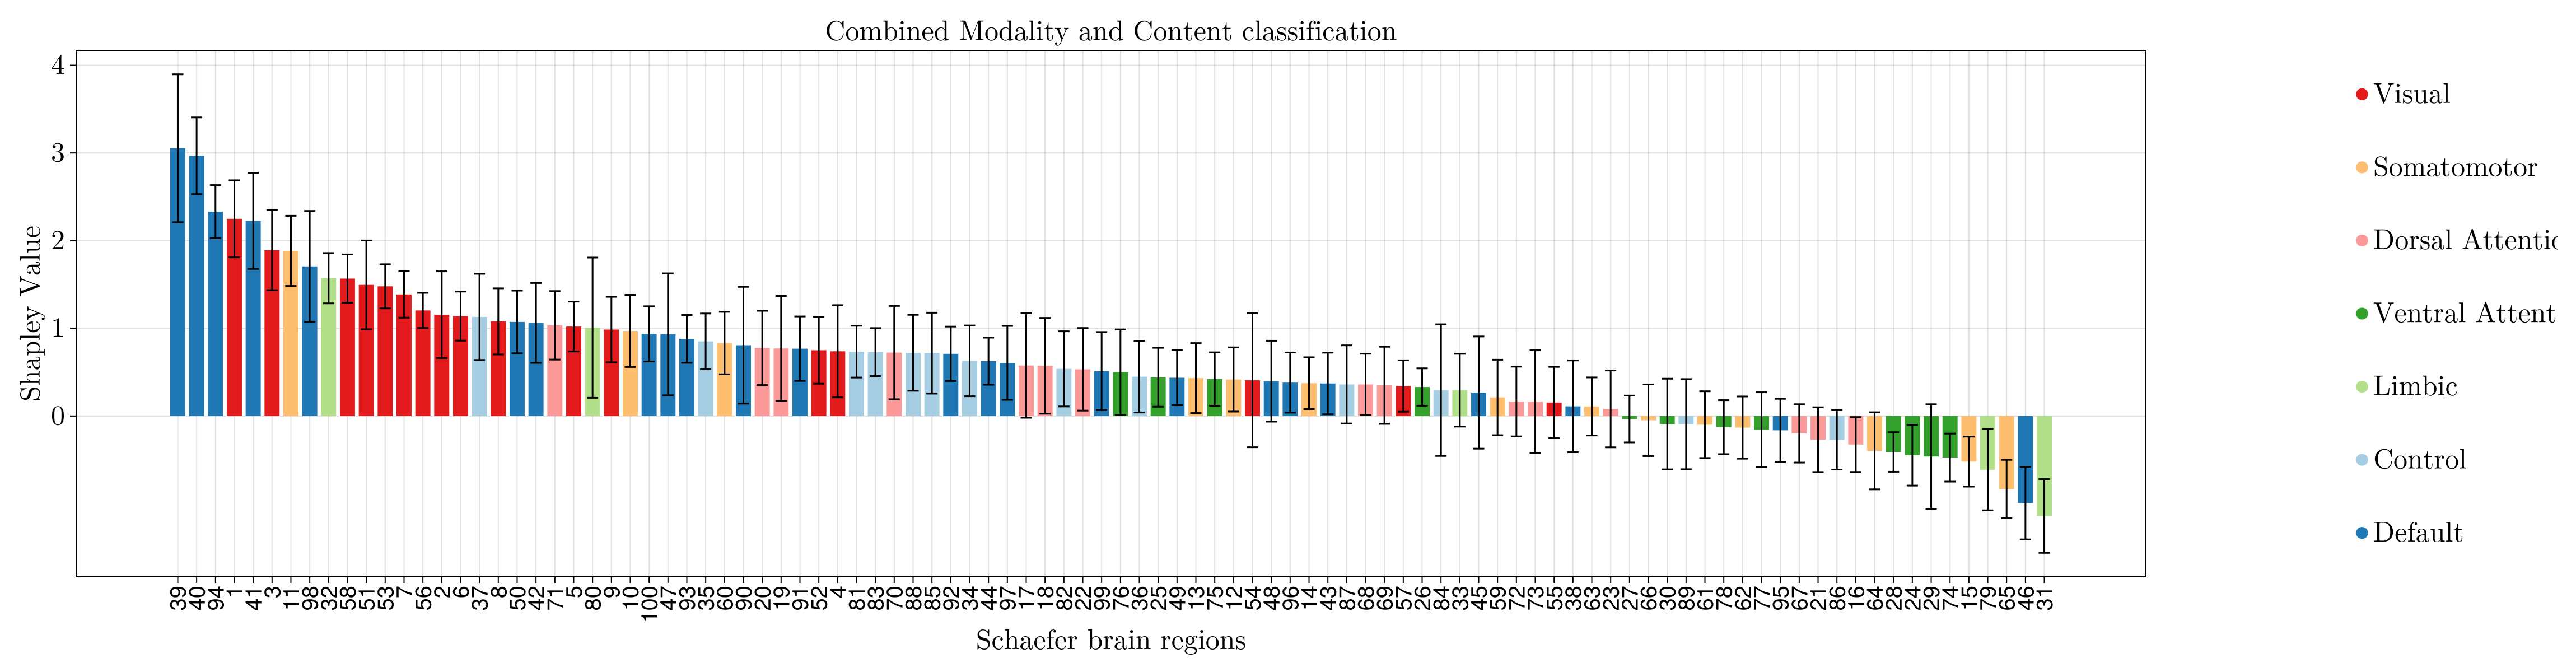 Combined Modality and Content classification
4
3
2
1
0
Shapley Value
39 40 94 1 41 3 11 98 32 58 51 53 7 56 2 6 37 8 50 42 71 5 80 9 10 100 47 93 35 60 90 20 19 91 52 4 81 83 70 88 85 92 34 44 97 17 18 82 22 99 76 36 25 49 13 75 12 54 48 96 14 43 87 68 69 57 26 84 33 45 59 72 73 55 38 63 23 27 66 30 89 61 78 62 77 95 67 21 86 16 64 28 24 29 74 15 79 65 46 31
Schaefer brain regions
Visual
Somatomotor
Dorsal Attentic
Ventral Attent
Limbic
Control
Default